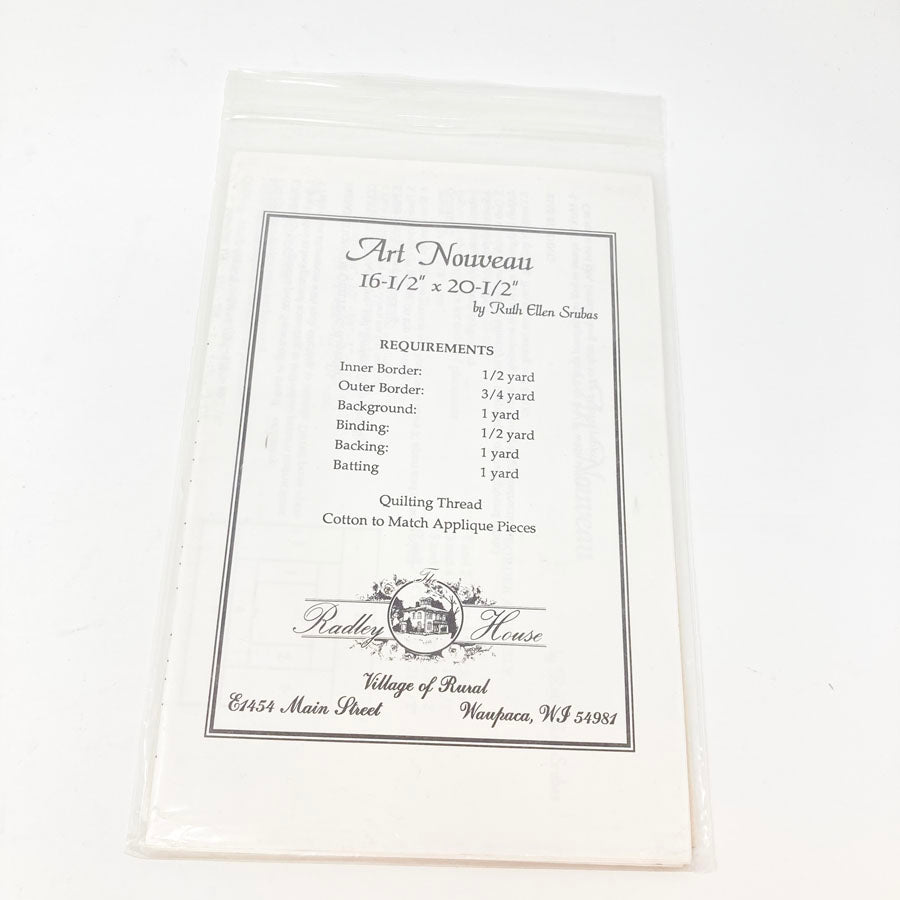 Art Nouveau
16-1/2" x 20-1/2"
by Ruth Ellen Srubas
REQUIREMENTS
Inner Border: 1/2 yard
Outer Border: 3/4 yard
Background: 1 yard
Binding: 1/2 yard
Backing: 1 yard
Batting 1 yard
Quilting Thread
Cotton to Match Applique Pieces
The
Radley House
Village of Rural
E1454 Main Street Waupaca, WI 54981